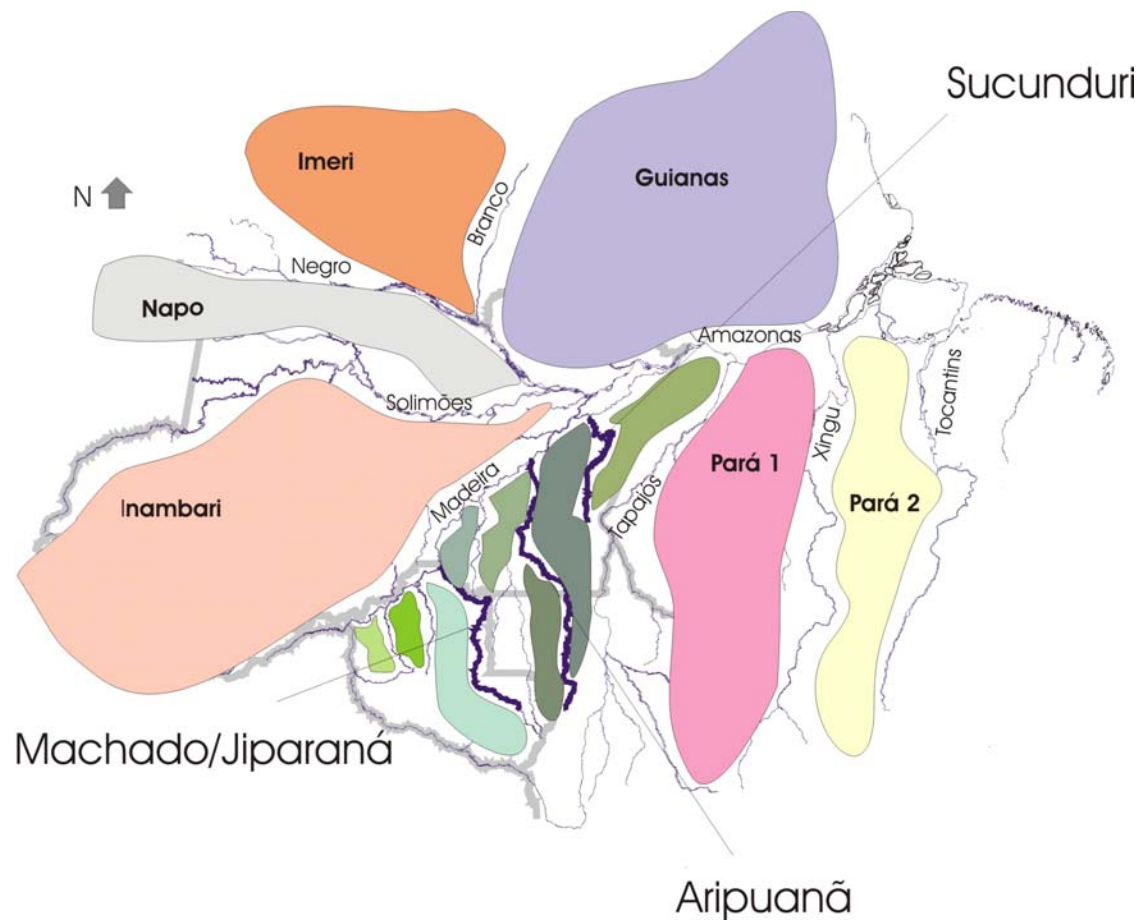 Sucunduri
Imeri
Guianas
N
Branco
Negro
Napo
Amazonas
Solimões
Tocantins
Xingu
Pará 1
Madeira
Inambari
Tapajós
Pará 2
Machado/Jiparaná
Aripuanã